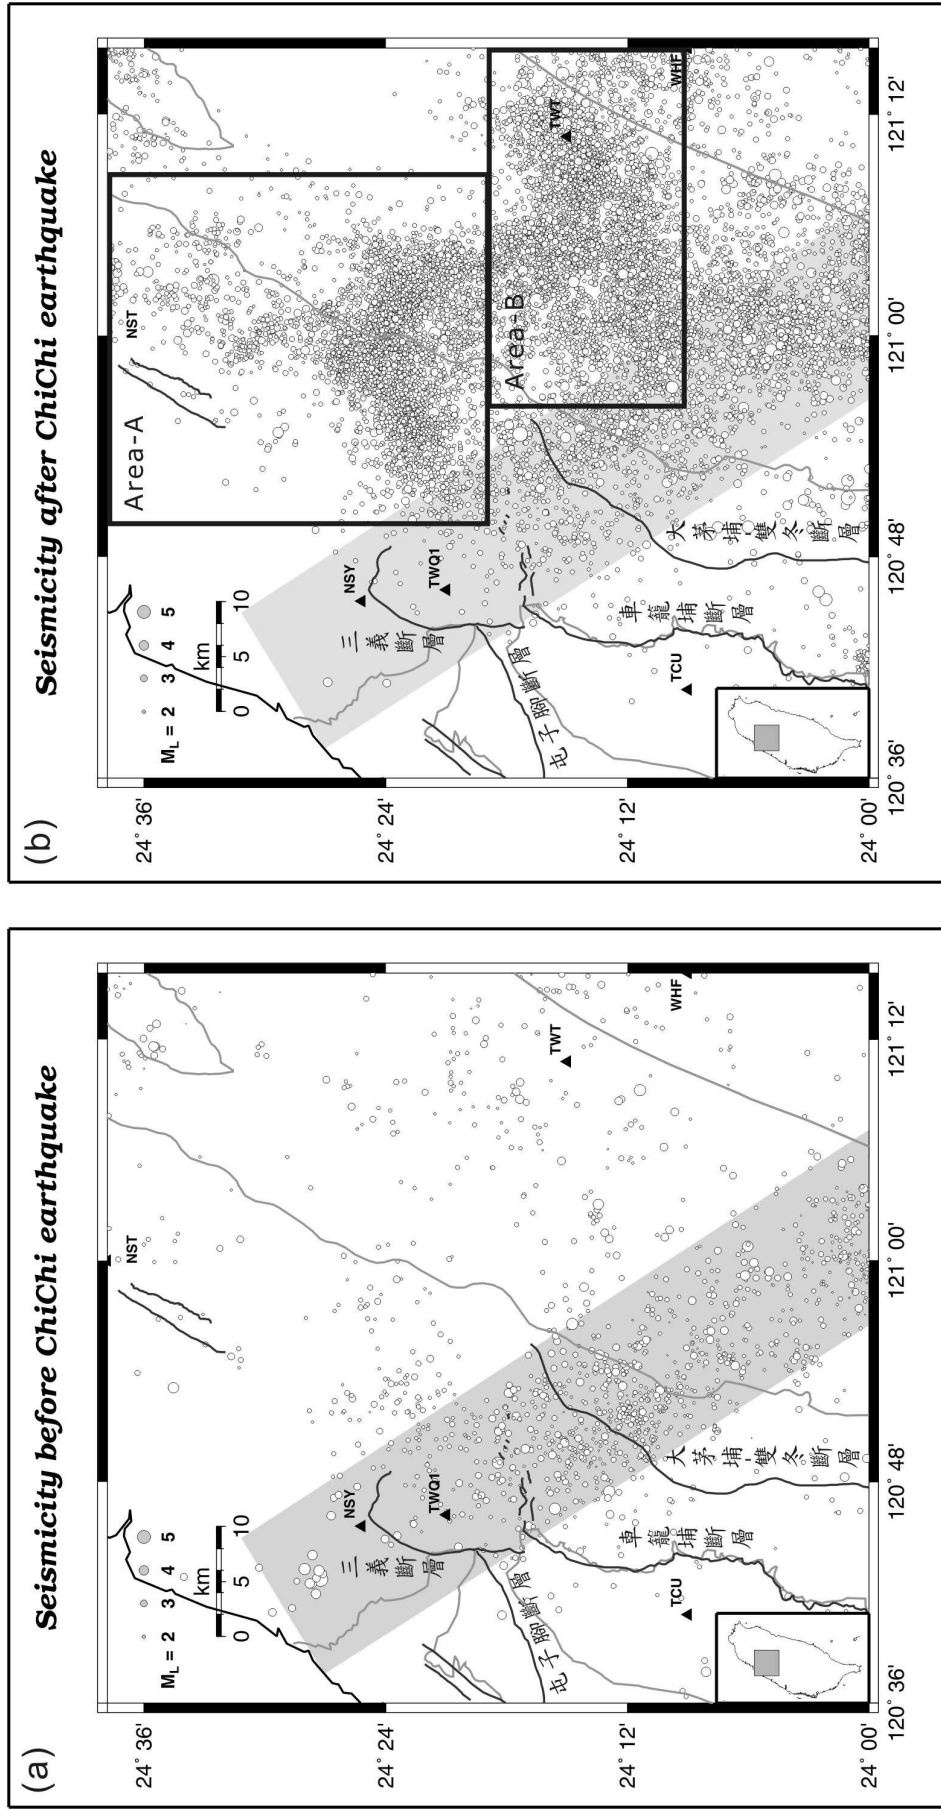 (a)
Seismicity before ChiChi earthquake
24° 36'
24° 24'
24° 12'
24° 00'
120° 36'
120° 48'
121° 00'
121° 12'
M_L = 2 3 4 5
km
0 5 10
NST
NSY
TWQ1
TWT
WHF
TCU
三義斷層
屯子腳斷層
車籠埔斷層
大茅埔-雙冬斷層
(b)
Seismicity after ChiChi earthquake
24° 36'
24° 24'
24° 12'
24° 00'
120° 36'
120° 48'
121° 00'
121° 12'
M_L = 2 3 4 5
km
0 5 10
Area-A
Area-B
NST
NSY
TWQ1
TWT
WHF
TCU
三義斷層
屯子腳斷層
車籠埔斷層
大茅埔-雙冬斷層